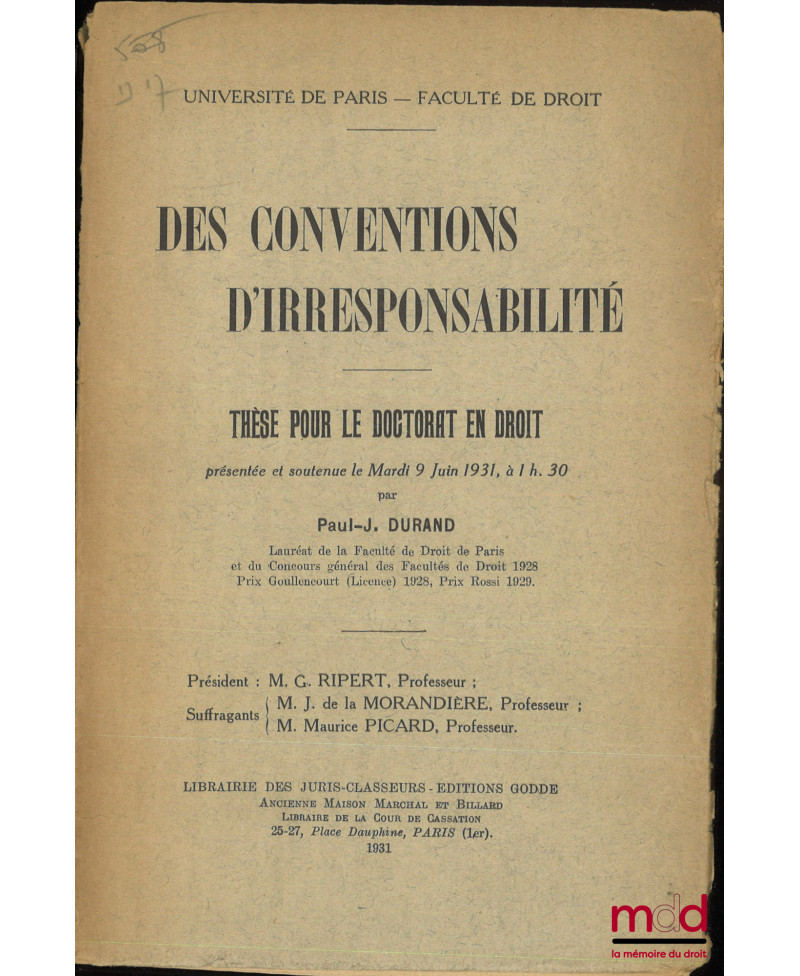 508
D 17
UNIVERSITÉ DE PARIS — FACULTÉ DE DROIT
DES CONVENTIONS
D'IRRESPONSABILITÉ
THÈSE POUR LE DOCTORAT EN DROIT
présentée et soutenue le Mardi 9 Juin 1931, à 1 h. 30
par
Paul-J. DURAND
Lauréat de la Faculté de Droit de Paris
et du Concours général des Facultés de Droit 1928
Prix Goullencourt (Licence) 1928, Prix Rossi 1929.
Président : M. G. RIPERT, Professeur ;
Suffragants { M. J. de la MORANDIÈRE, Professeur ;
{ M. Maurice PICARD, Professeur.
LIBRAIRIE DES JURIS-CLASSEURS - EDITIONS GODDE
ANCIENNE MAISON MARCHAL ET BILLARD
LIBRAIRE DE LA COUR DE CASSATION
25-27, Place Dauphine, PARIS (1er).
1931
mdd
la mémoire du droit